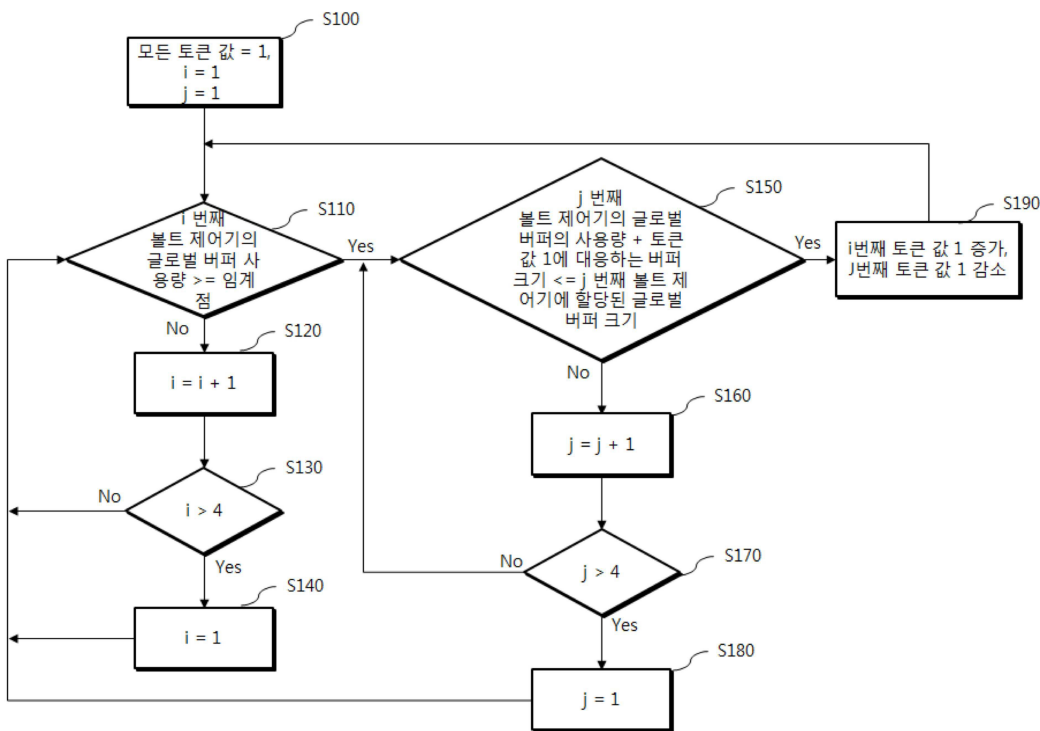 S100
모든 토큰 값 = 1,
i = 1
j = 1
S110
i 번째
볼트 제어기의
글로벌 버퍼 사
용량 >= 임계
점
Yes
No
S120
i = i + 1
S130
i > 4
No
Yes
S140
i = 1
S150
j 번째
볼트 제어기의 글로벌
버퍼의 사용량 + 토큰
값 1에 대응하는 버퍼
크기 <= j 번째 볼트 제
어기에 할당된 글로벌
버퍼 크기
Yes
No
S160
j = j + 1
S170
j > 4
No
Yes
S180
j = 1
S190
i번째 토큰 값 1 증가,
J번째 토큰 값 1 감소